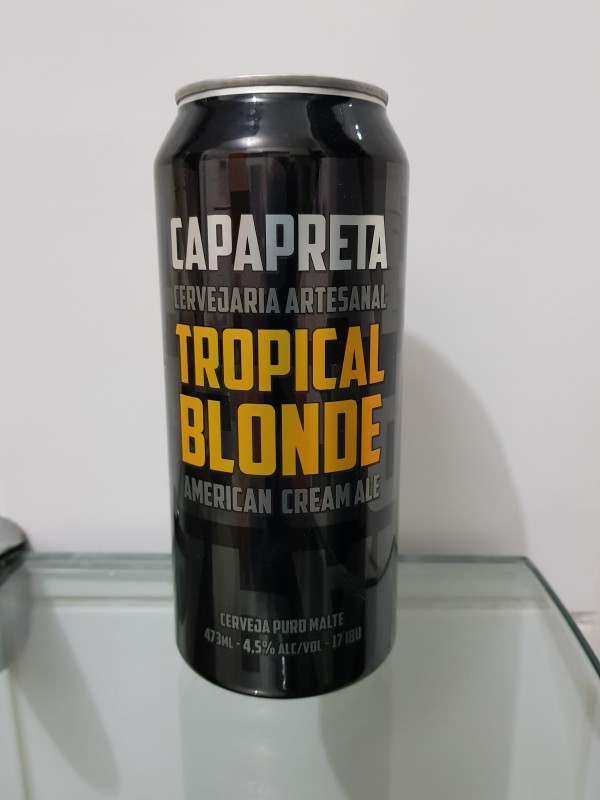 CAPAPRETA
CERVEJARIA ARTESANAL
TROPICAL
BLONDE
AMERICAN CREAM ALE
CERVEJA PURO MALTE
473ML - 4,5% ALC/VOL - 17 IBU